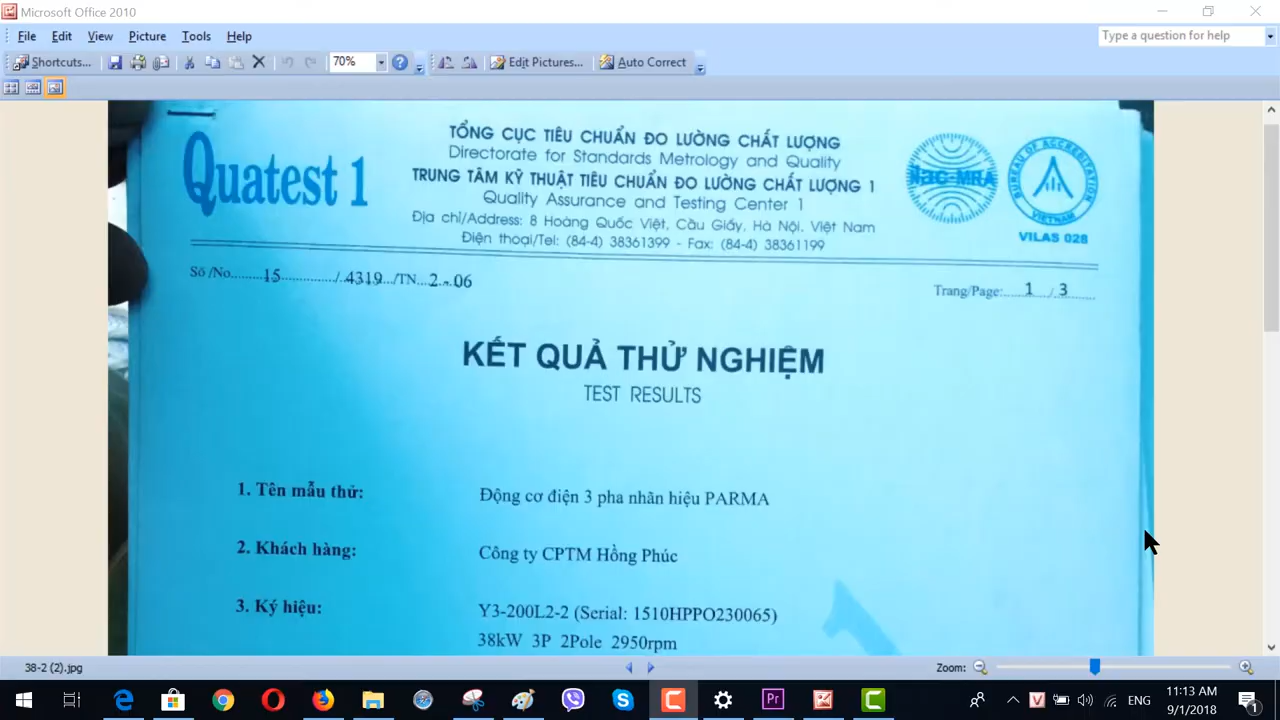 Microsoft Office 2010
File Edit View Picture Tools Help
Type a question for help
Shortcuts... 70% Edit Pictures... Auto Correct
Quatest 1
TỔNG CỤC TIÊU CHUẨN ĐO LƯỜNG CHẤT LƯỢNG
Directorate for Standards Metrology and Quality
TRUNG TÂM KỸ THUẬT TIÊU CHUẨN ĐO LƯỜNG CHẤT LƯỢNG 1
Quality Assurance and Testing Center 1
Địa chỉ/Address: 8 Hoàng Quốc Việt, Cầu Giấy, Hà Nội, Việt Nam
Điện thoại/Tel: (84-4) 38361399 - Fax: (84-4) 38361199
ilac-MRA
BUREAU OF ACCREDITATION
VIETNAM
VILAS 028
Số /No.........15............../..4319.../TN...2..-.06
Trang/Page:......1..../..3........
KẾT QUẢ THỬ NGHIỆM
TEST RESULTS
1. Tên mẫu thử: Động cơ điện 3 pha nhãn hiệu PARMA
2. Khách hàng: Công ty CPTM Hồng Phúc
3. Ký hiệu: Y3-200L2-2 (Serial: 1510HPPO230065)
38kW 3P 2Pole 2950rpm
38-2 (2).jpg
Zoom:
ENG
11:13 AM
9/1/2018